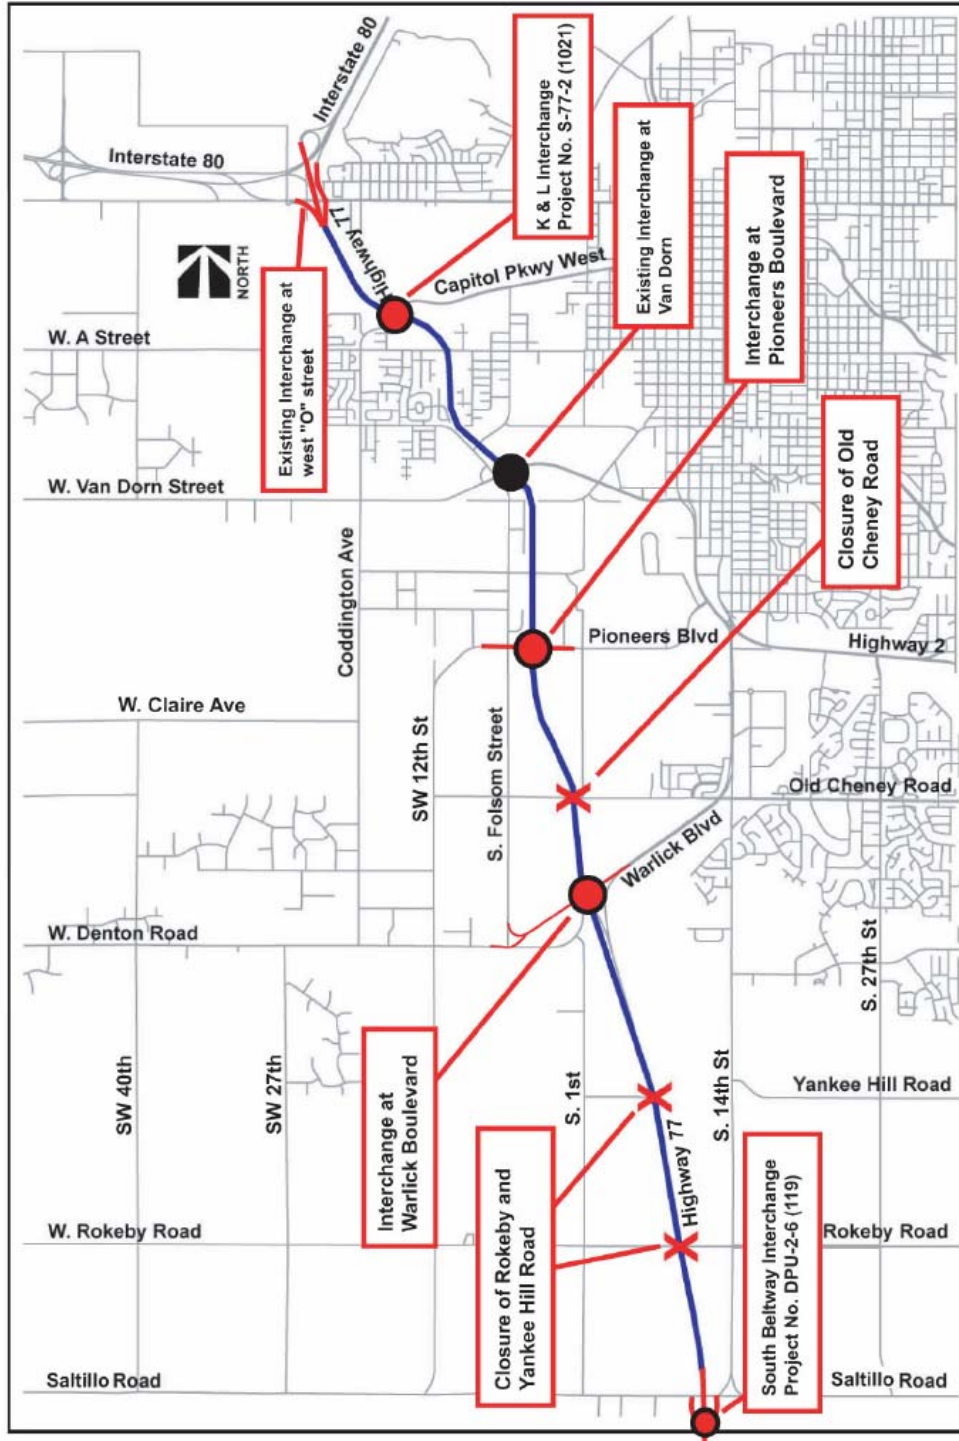 Interstate 80
Interstate 80
Highway 77
NORTH
K & L Interchange
Project No. S-77-2 (1021)
Existing Interchange at
Van Dorn
Interchange at
Pioneers Boulevard
Capitol Pkwy West
Existing Interchange at
west "O" street
W. A Street
W. Van Dorn Street
Closure of Old
Cheney Road
Coddington Ave
Pioneers Blvd
Highway 2
W. Claire Ave
SW 12th St
S. Folsom Street
Old Cheney Road
Warlick Blvd
W. Denton Road
S. 27th St
Interchange at
Warlick Boulevard
SW 40th
SW 27th
S. 1st
S. 14th St
Yankee Hill Road
Highway 77
Closure of Rokeby and
Yankee Hill Road
South Beltway Interchange
Project No. DPU-2-6 (119)
W. Rokeby Road
Rokeby Road
Saltillo Road
Saltillo Road